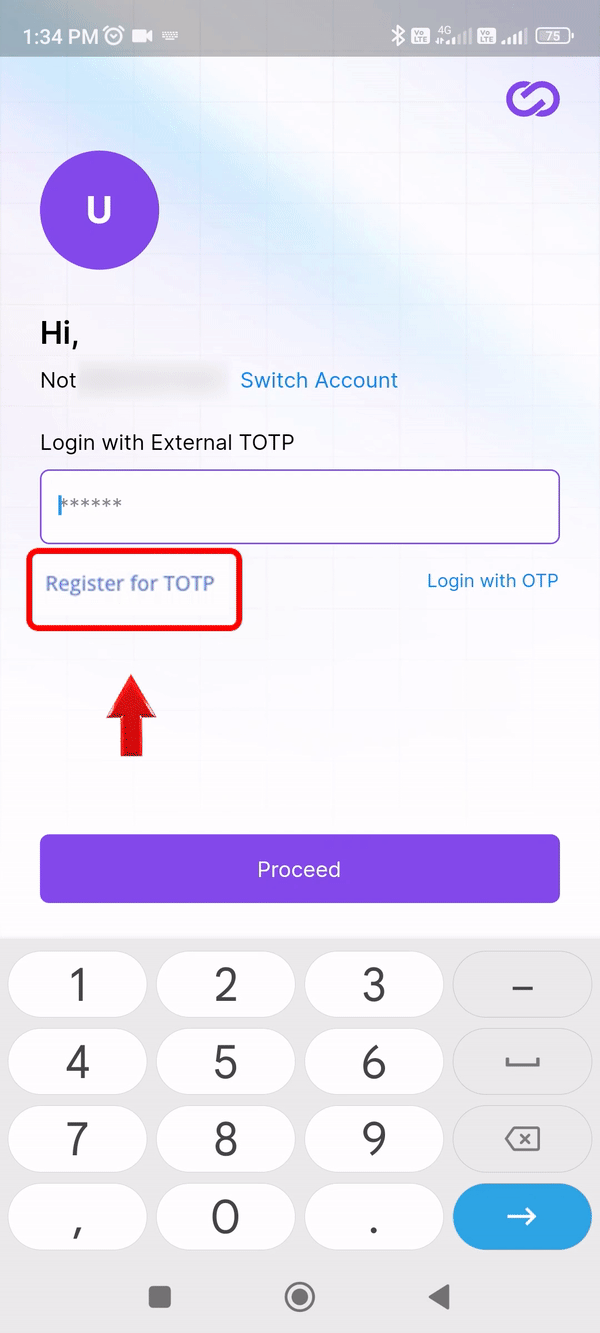 1:34 PM
Vo LTE 4G Vo LTE 75
U
Hi,
Not
Switch Account
Login with External TOTP
******
Register for TOTP
Login with OTP
Proceed
1 2 3 –
4 5 6
7 8 9
, 0 .